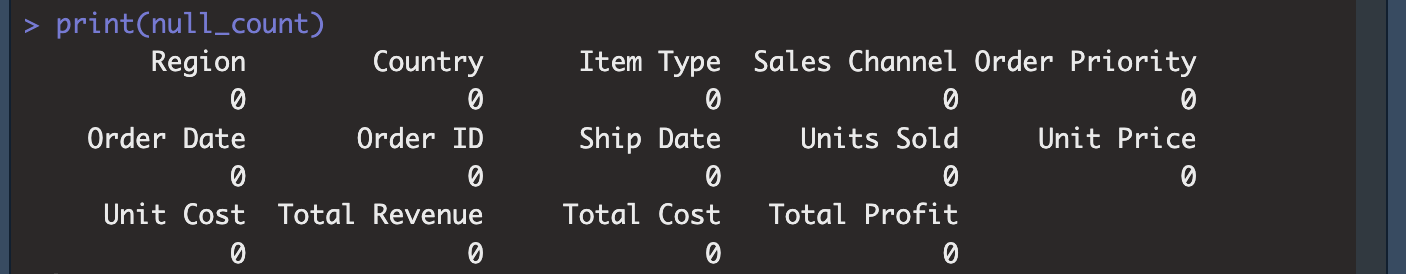 > print(null_count)
Region Country Item Type Sales Channel Order Priority
0 0 0 0 0
Order Date Order ID Ship Date Units Sold Unit Price
0 0 0 0 0
Unit Cost Total Revenue Total Cost Total Profit
0 0 0 0